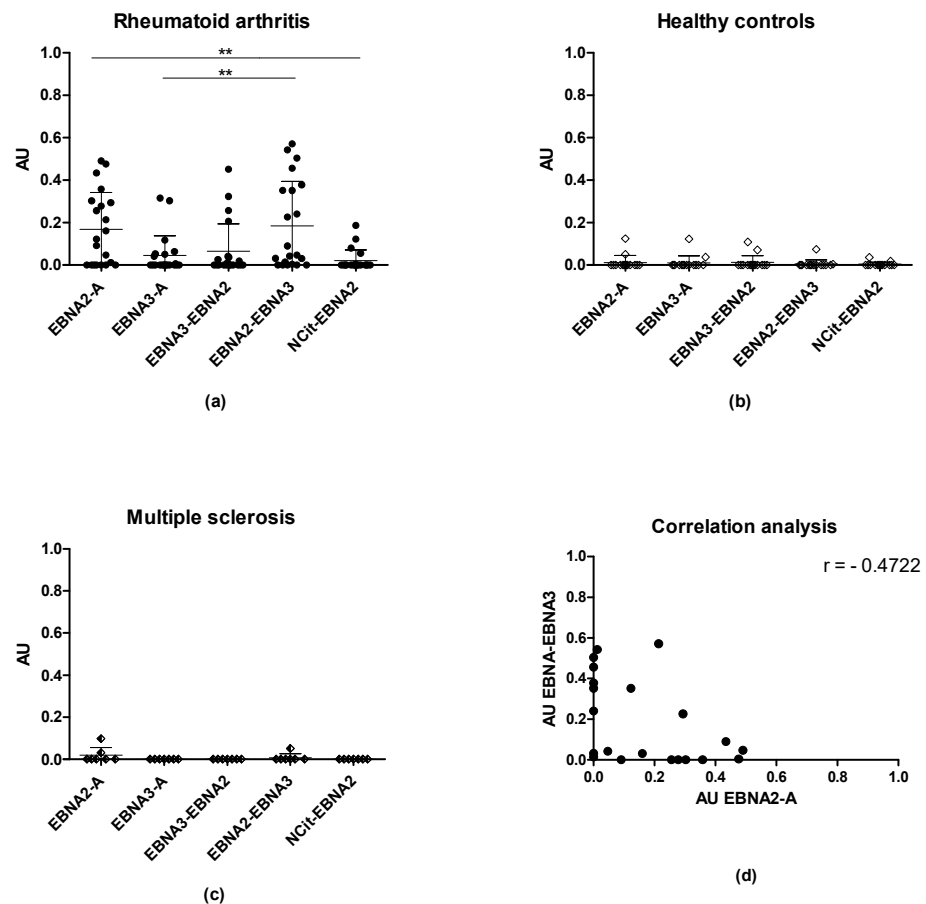 Rheumatoid arthritis
**
**
AU
1.0
0.8
0.6
0.4
0.2
0.0
EBNA2-A
EBNA3-A
EBNA3-EBNA2
EBNA2-EBNA3
NCit-EBNA2
(a)
Healthy controls
AU
1.0
0.8
0.6
0.4
0.2
0.0
EBNA2-A
EBNA3-A
EBNA3-EBNA2
EBNA2-EBNA3
NCit-EBNA2
(b)
Multiple sclerosis
AU
1.0
0.8
0.6
0.4
0.2
0.0
EBNA2-A
EBNA3-A
EBNA3-EBNA2
EBNA2-EBNA3
NCit-EBNA2
(c)
Correlation analysis
r = - 0.4722
AU EBNA-EBNA3
1.0
0.8
0.6
0.4
0.2
0.0
0.0 0.2 0.4 0.6 0.8 1.0
AU EBNA2-A
(d)